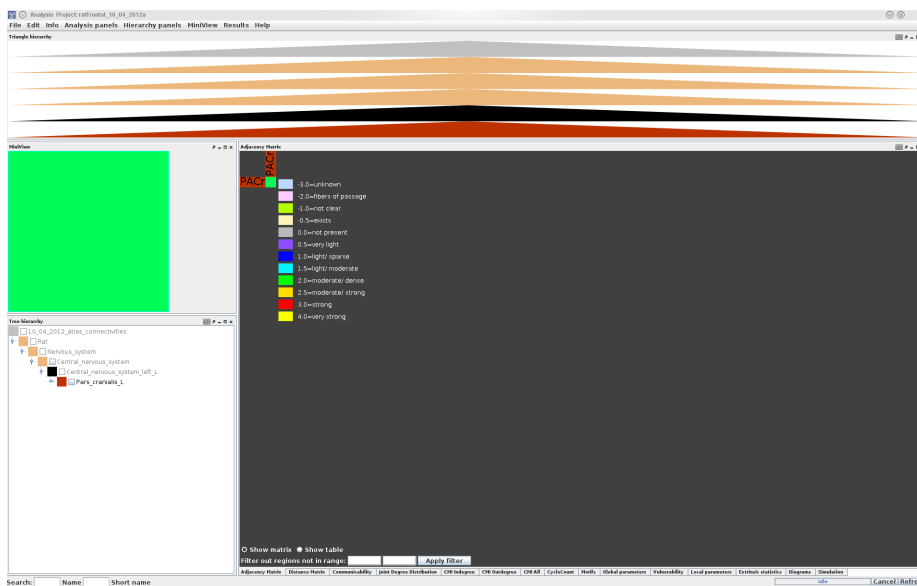 Analysis Project: ratfrontal_10_04_2012a
File Edit Info Analysis panels Hierarchy panels MiniView Results Help
Triangle hierarchy
MiniView
Adjacency Matrix
PACr
PACr
-3.0=unknown
-2.0=fibers of passage
-1.0=not clear
-0.5=exists
0.0=not present
0.5=very light
1.0=light/ sparse
1.5=light/ moderate
2.0=moderate/ dense
2.5=moderate/ strong
3.0=strong
4.0=very strong
Tree hierarchy
10_04_2012_atlas_connectivities
Rat
Nervous_system
Central_nervous_system
Central_nervous_system_left_L
Pars_cranialis_L
Show matrix Show table
Filter out regions not in range: Apply filter
Adjacency Matrix Distance Matrix Communicability Joint Degree Distribution CMI Indegree CMI Outdegree CMI All CycleCount Motifs Global parameters Vulnerability Local parameters Extrinsic statistics Diagrams Simulation
Search: Name Short name
Idle Cancel Refre